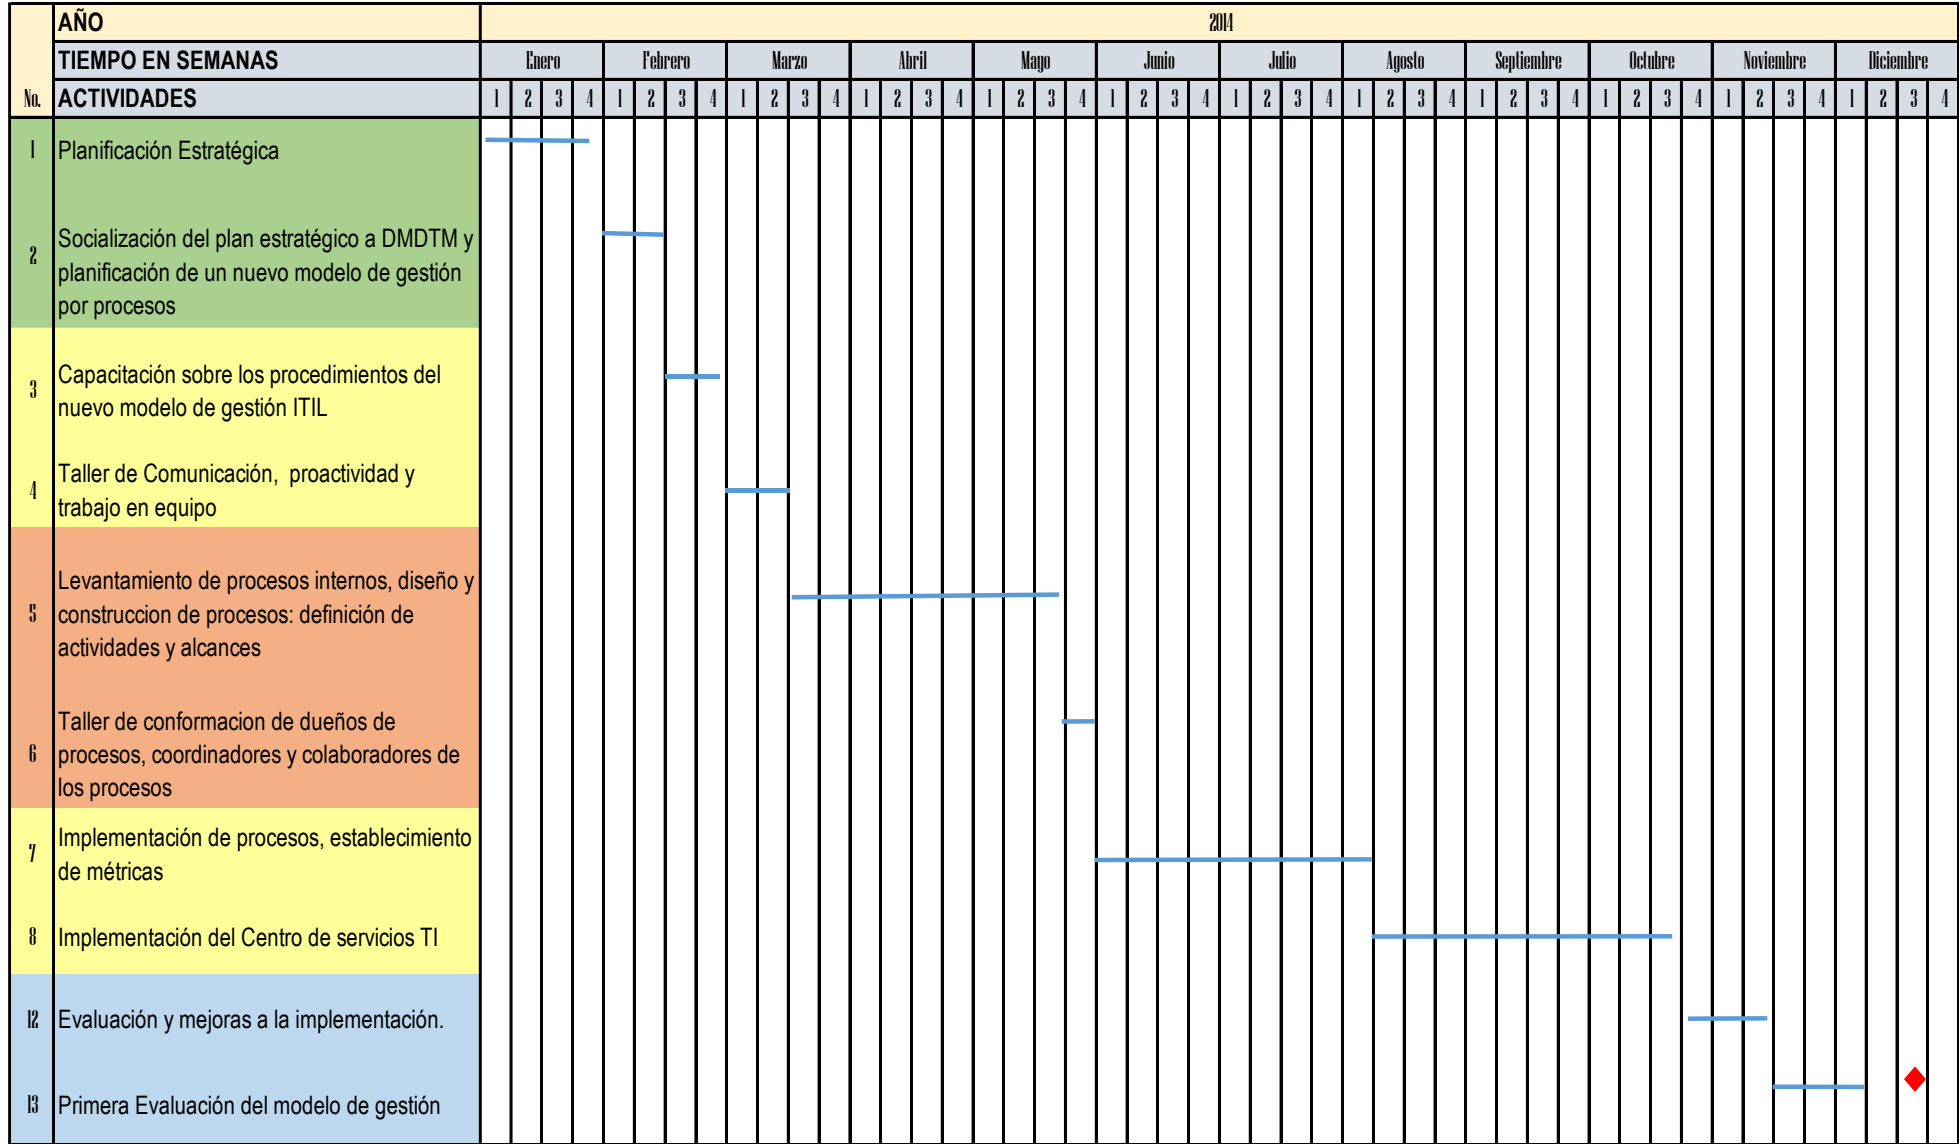 AÑO 2014
TIEMPO EN SEMANAS Enero Febrero Marzo Abril Mayo Junio Julio Agosto Septiembre Octubre Noviembre Diciembre
No. ACTIVIDADES 1 2 3 4 1 2 3 4 1 2 3 4 1 2 3 4 1 2 3 4 1 2 3 4 1 2 3 4 1 2 3 4 1 2 3 4 1 2 3 4 1 2 3 4 1 2 3 4
1 Planificación Estratégica
Socialización del plan estratégico a DMDTM y
2 planificación de un nuevo modelo de gestión
por procesos
Capacitación sobre los procedimientos del
3 nuevo modelo de gestión ITIL
Taller de Comunicación, proactividad y
4 trabajo en equipo
Levantamiento de procesos internos, diseño y
5 construccion de procesos: definición de
actividades y alcances
Taller de conformacion de dueños de
6 procesos, coordinadores y colaboradores de
los procesos
Implementación de procesos, establecimiento
7 de métricas
8 Implementación del Centro de servicios TI
12 Evaluación y mejoras a la implementación.
13 Primera Evaluación del modelo de gestión